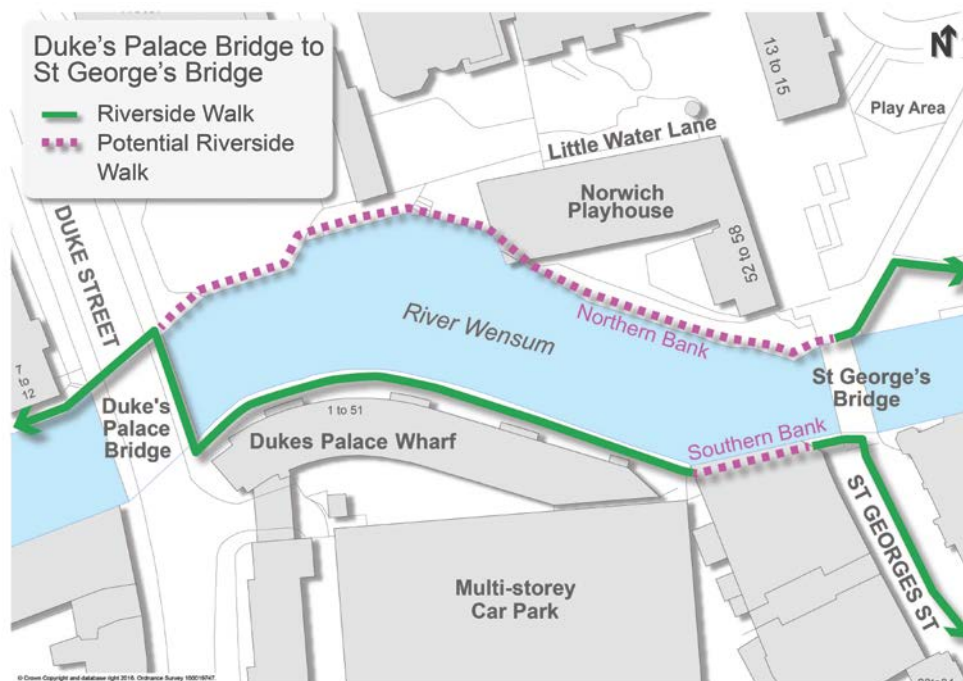 Duke's Palace Bridge to
St George's Bridge
Riverside Walk
Potential Riverside
Walk
N
13 to 15
Play Area
Little Water Lane
Norwich
Playhouse
52 to 58
DUKE STREET
River Wensum
Northern Bank
7
to
12
Duke's
Palace
Bridge
1 to 51
Dukes Palace Wharf
St George's
Bridge
Southern Bank
ST GEORGES ST
Multi-storey
Car Park
© Crown Copyright and database right 2016. Ordnance Survey 100019747.